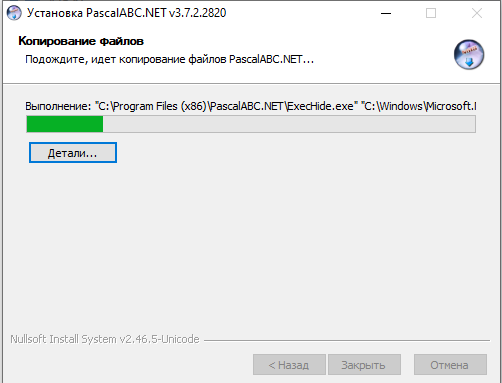 Установка PascalABC.NET v3.7.2.2820
Копирование файлов
Подождите, идет копирование файлов PascalABC.NET...
Выполнение: "C:\Program Files (x86)\PascalABC.NET\ExecHide.exe" "C:\Windows\Microsoft.
Детали...
Nullsoft Install System v2.46.5-Unicode
< Назад
Закрыть
Отмена